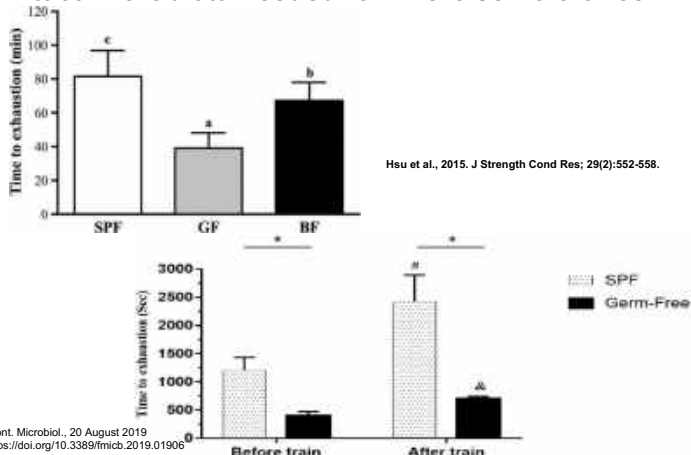 Time to exhaustion (min)
120
100
80
60
40
20
0
c
a
b
SPF
GF
BF
Hsu et al., 2015. J Strength Cond Res; 29(2):552-558.
Time to exhaustion (Sec)
3000
2500
2000
1500
1000
500
0
*
*
#
&
SPF
Germ-Free
Before train
After train
nt. Microbiol., 20 August 2019
ps://doi.org/10.3389/fmicb.2019.01906